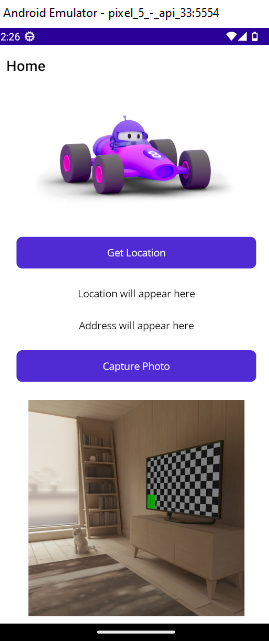 Android Emulator - pixel_5_-_api_33:5554
2:26
Home
8
Get Location
Location will appear here
Address will appear here
Capture Photo